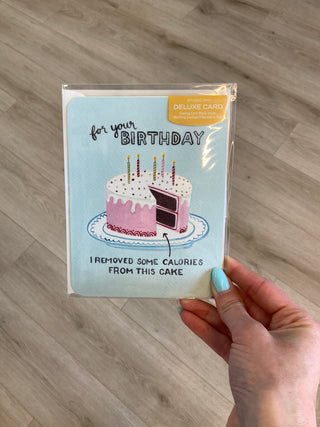 DELUXE CARD
for your
BIRTHDAY
I REMOVED SOME CALORIES
FROM THIS CAKE